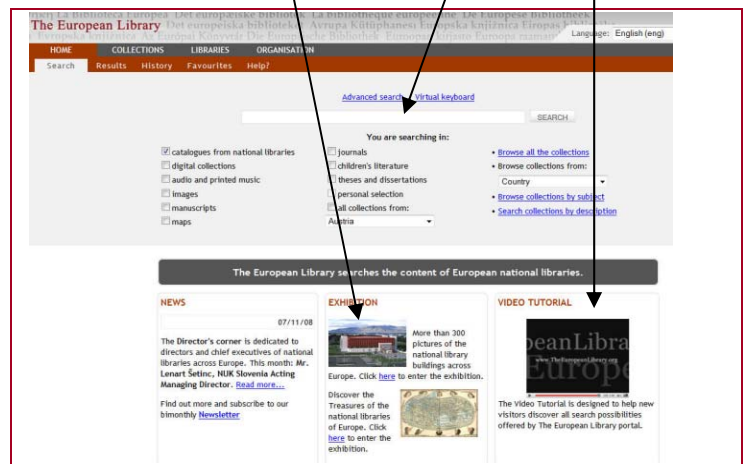 The European Library
Language: English (eng)
HOME COLLECTIONS LIBRARIES ORGANISATION
Search Results History Favourites Help?
Advanced search Virtual keyboard
SEARCH
You are searching in:
catalogues from national libraries
digital collections
audio and printed music
images
manuscripts
maps
journals
children's literature
theses and dissertations
personal selection
all collections from:
Austria
• Browse all the collections
• Browse collections from:
Country
• Browse collections by subject
• Search collections by description
The European Library searches the content of European national libraries.
NEWS
07/11/08
The Director's corner is dedicated to
directors and chief executives of national
libraries across Europe. This month: Mr.
Lenart Šetinc, NUK Slovenia Acting
Managing Director. Read more...
Find out more and subscribe to our
bimonthly Newsletter
EXHIBITION
More than 300
pictures of the
national library
buildings across
Europe. Click here to enter the exhibition.
Discover the
Treasures of the
national libraries
of Europe. Click
here to enter the
exhibition.
VIDEO TUTORIAL
eanLibra
www.TheEuropeanLibrary.org
Europe
The Video Tutorial is designed to help new
visitors discover all search possibilities
offered by The European Library portal.